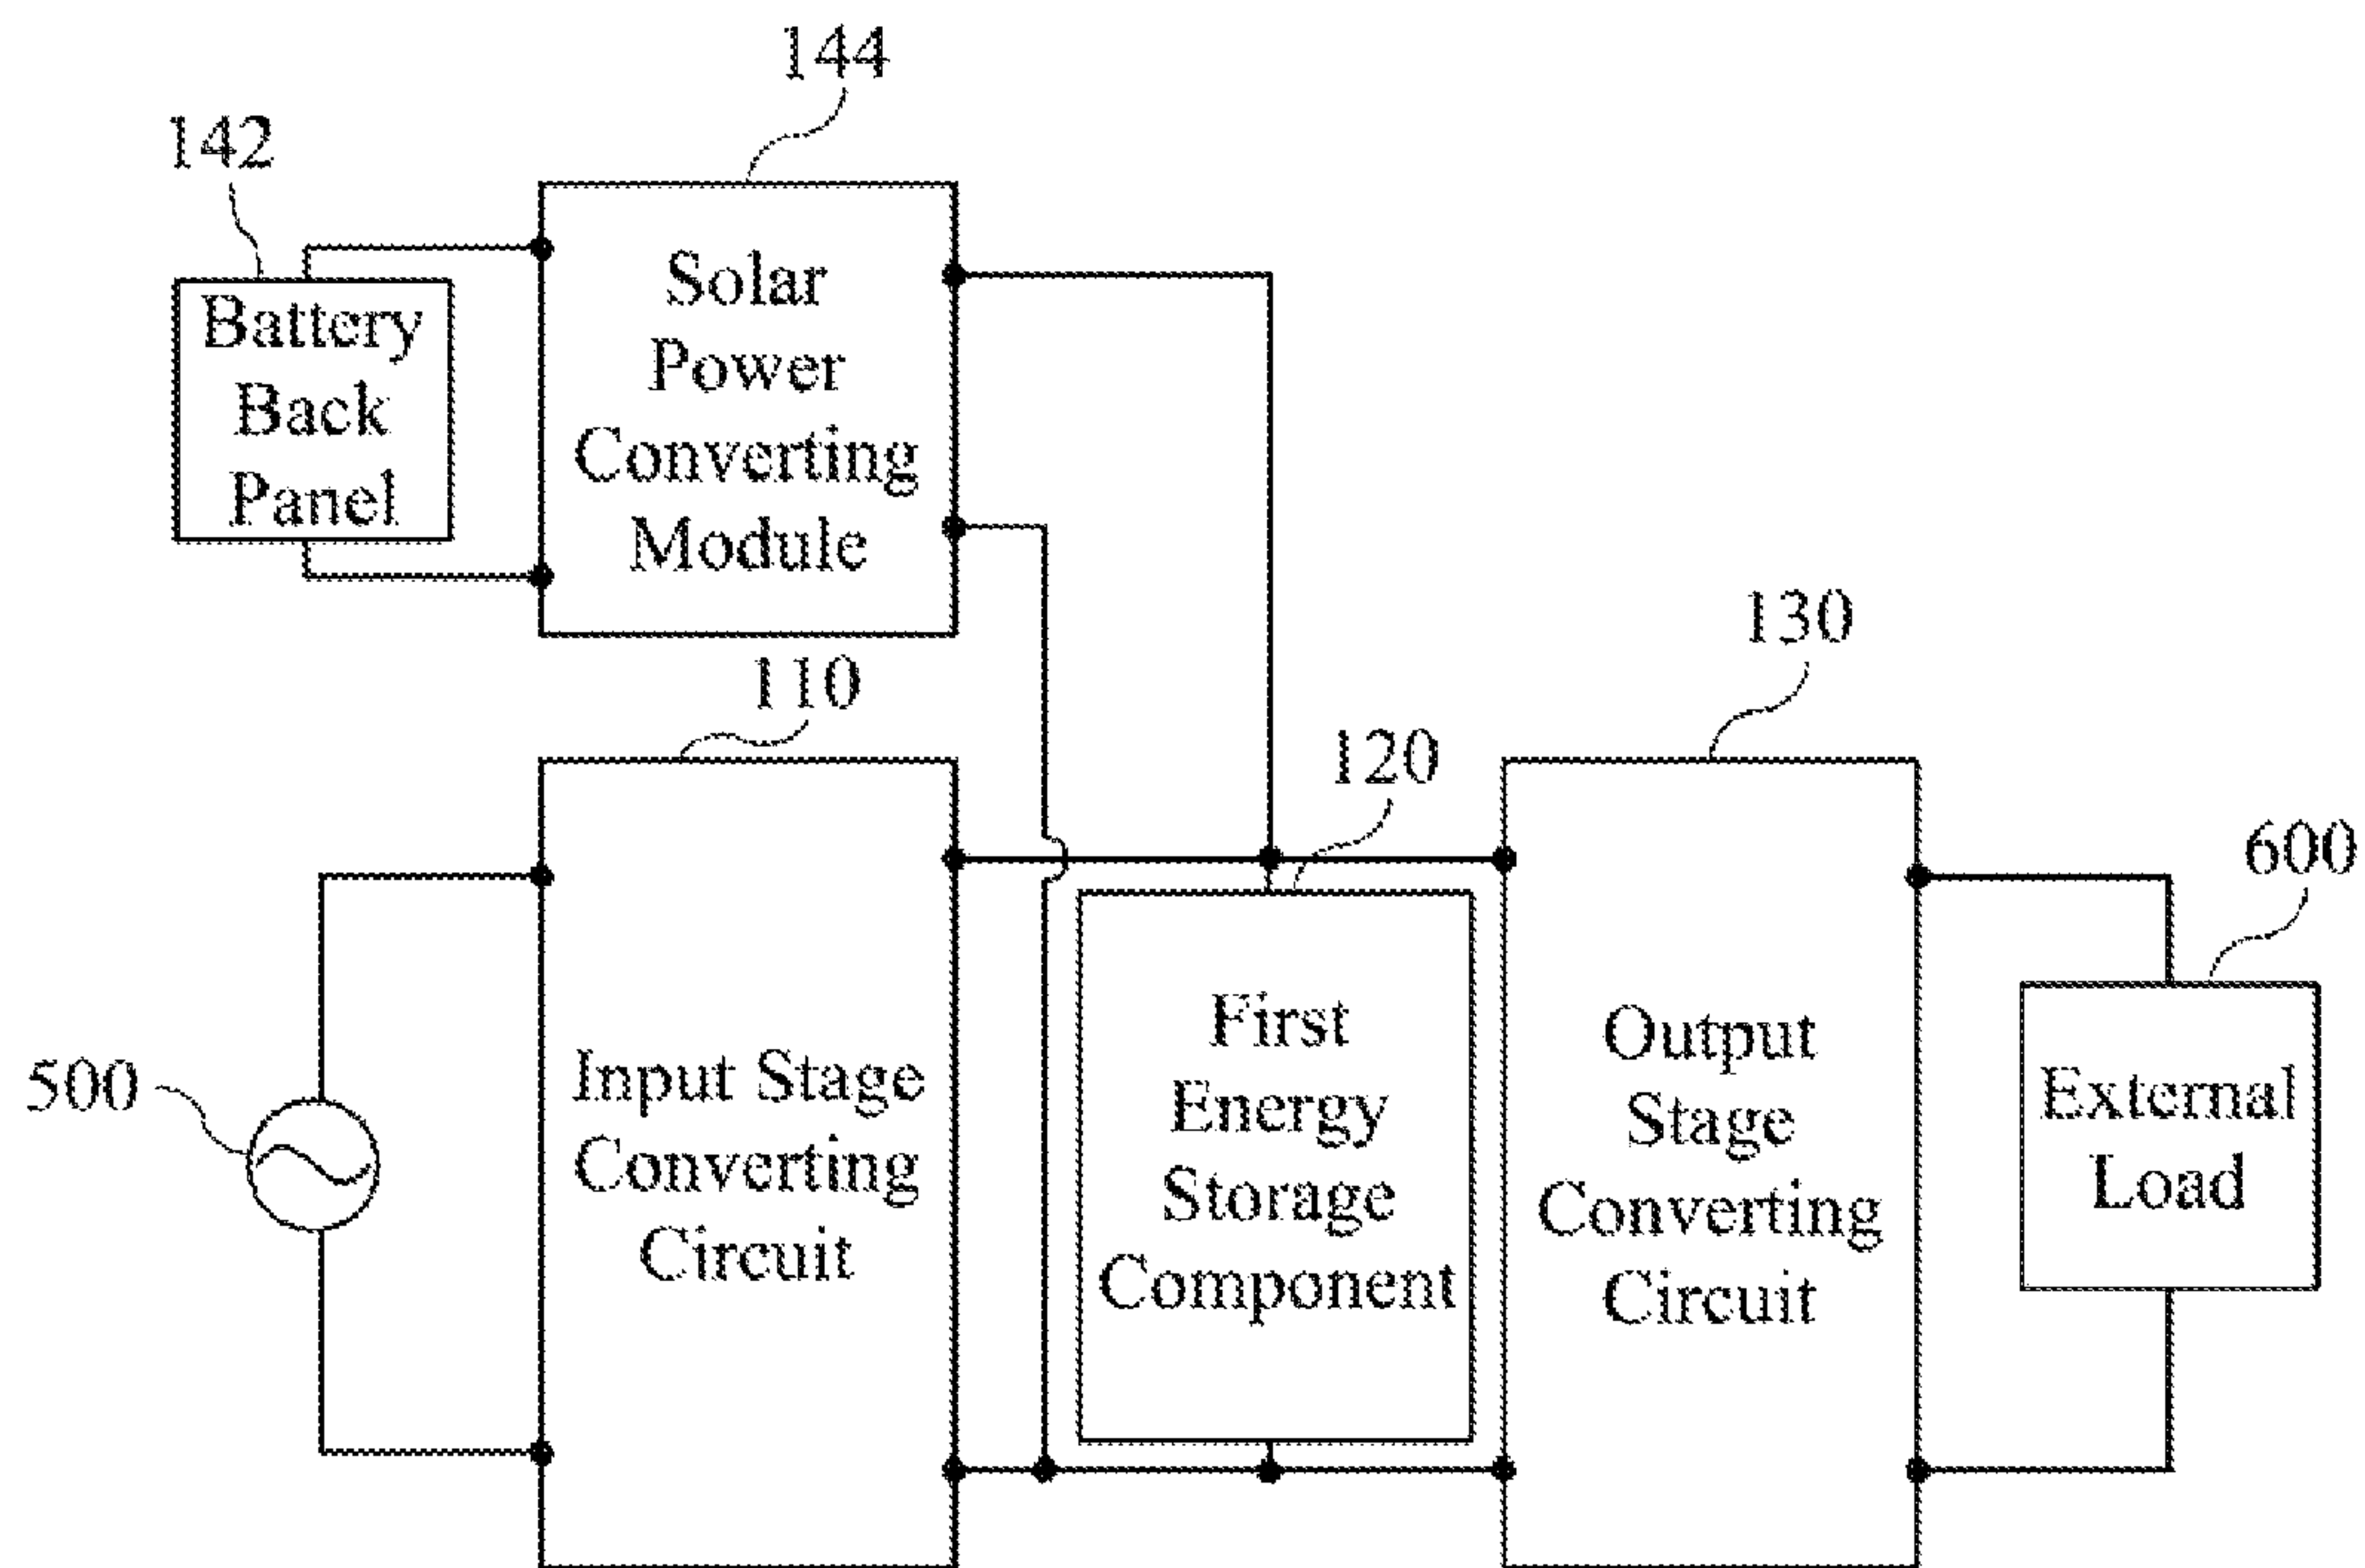 144
142
Solar
Power
Converting
Module
Battery
Back
Panel
110
130
120
600
500
Input Stage
Converting
Circuit
First
Energy
Storage
Component
Output
Stage
Converting
Circuit
External
Load